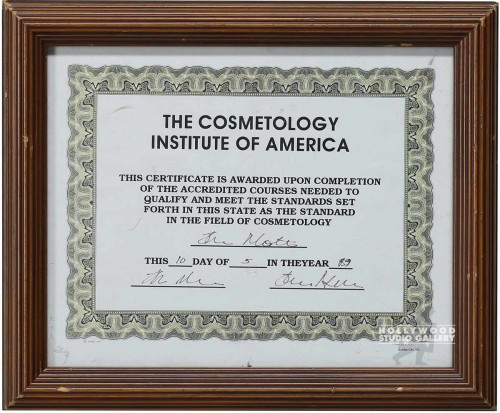 THE COSMETOLOGY
INSTITUTE OF AMERICA
THIS CERTIFICATE IS AWARDED UPON COMPLETION
OF THE ACCREDITED COURSES NEEDED TO
QUALIFY AND MEET THE STANDARDS SET
FORTH IN THIS STATE AS THE STANDARD
IN THE FIELD OF COSMETOLOGY
THIS 10 DAY OF 5 IN THEYEAR 89
HOLLYWOOD
STUDIO GALLERY